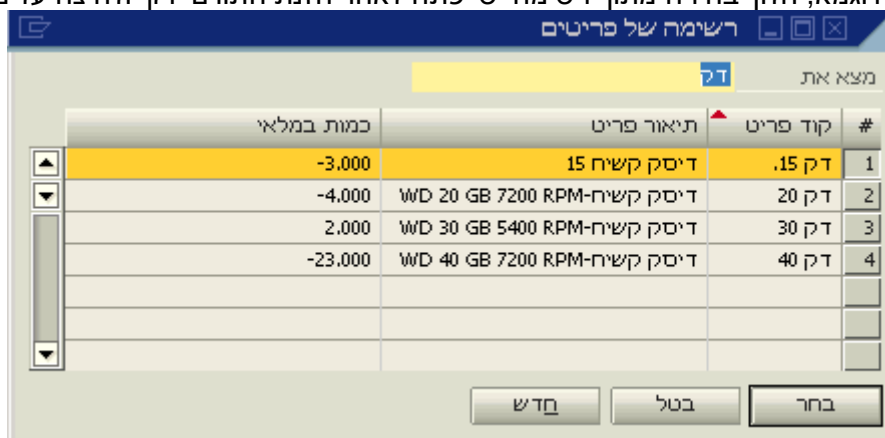 רשימה של פריטים
מצא את דק
# קוד פריט תיאור פריט כמות במלאי
1 דק 15. דיסק קשיח 15 -3.000
2 דק 20 דיסק קשיח-WD 20 GB 7200 RPM -4.000
3 דק 30 דיסק קשיח-WD 30 GB 5400 RPM 2.000
4 דק 40 דיסק קשיח-WD 40 GB 7200 RPM -23.000
בחר בטל חדש